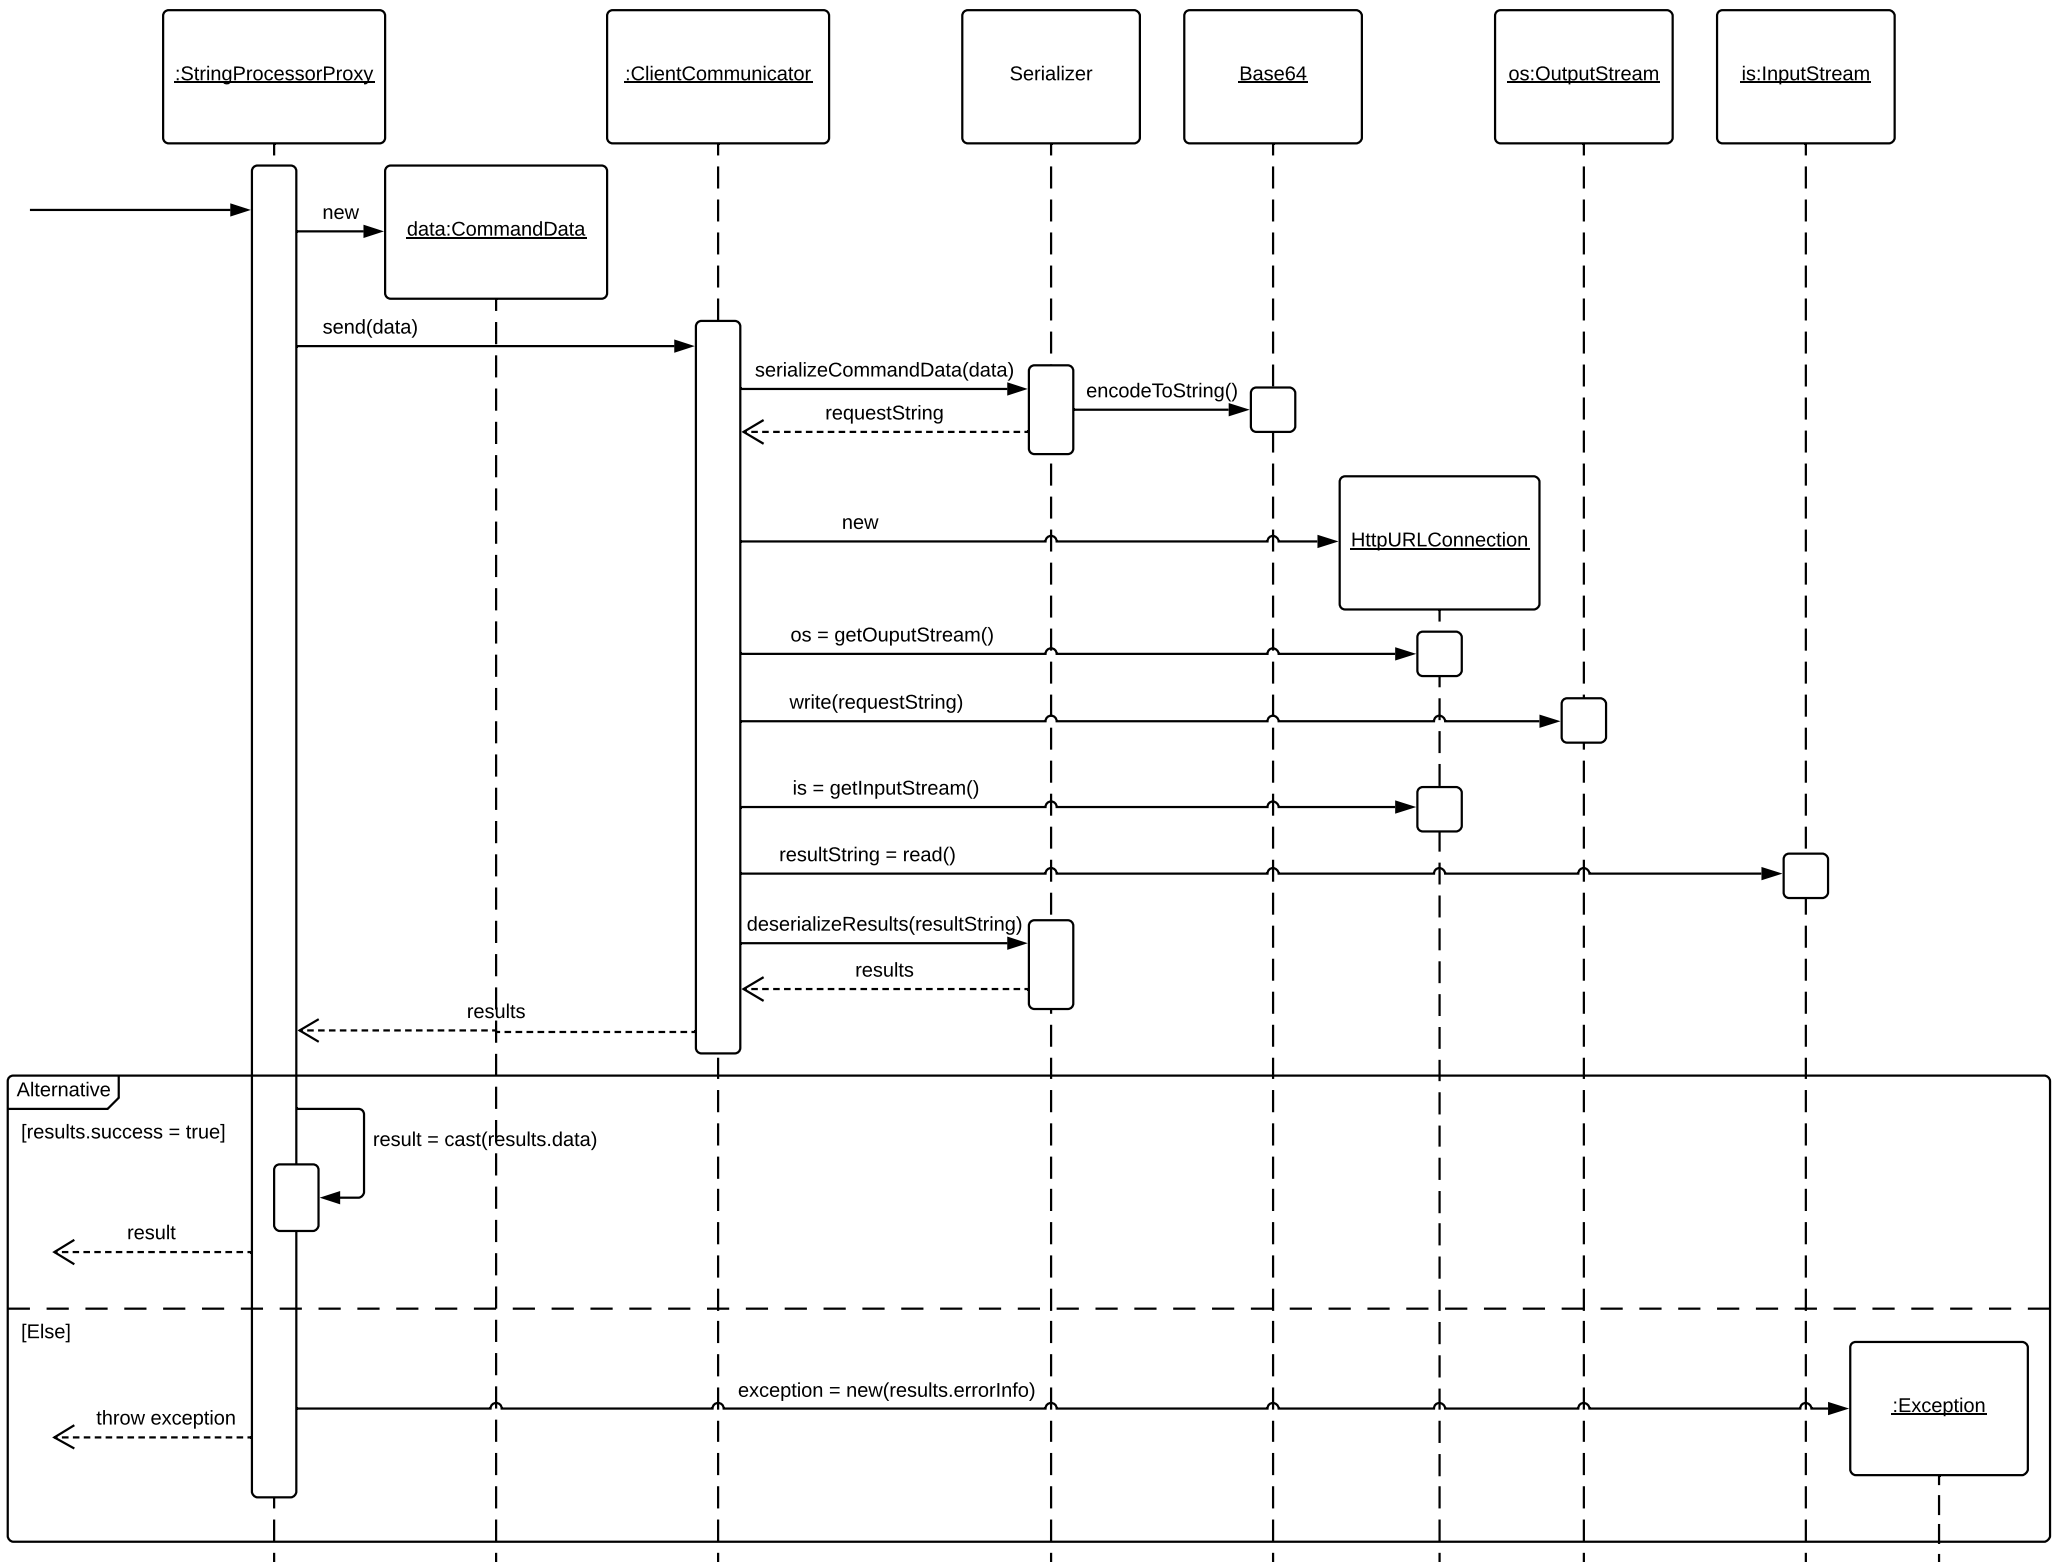 :StringProcessorProxy
:ClientCommunicator
Serializer
Base64
os:OutputStream
is:InputStream
new
data:CommandData
send(data)
serializeCommandData(data)
encodeToString()
requestString
new
HttpURLConnection
os = getOuputStream()
write(requestString)
is = getInputStream()
resultString = read()
deserializeResults(resultString)
results
results
Alternative
[results.success = true]
result = cast(results.data)
result
[Else]
exception = new(results.errorInfo)
:Exception
throw exception